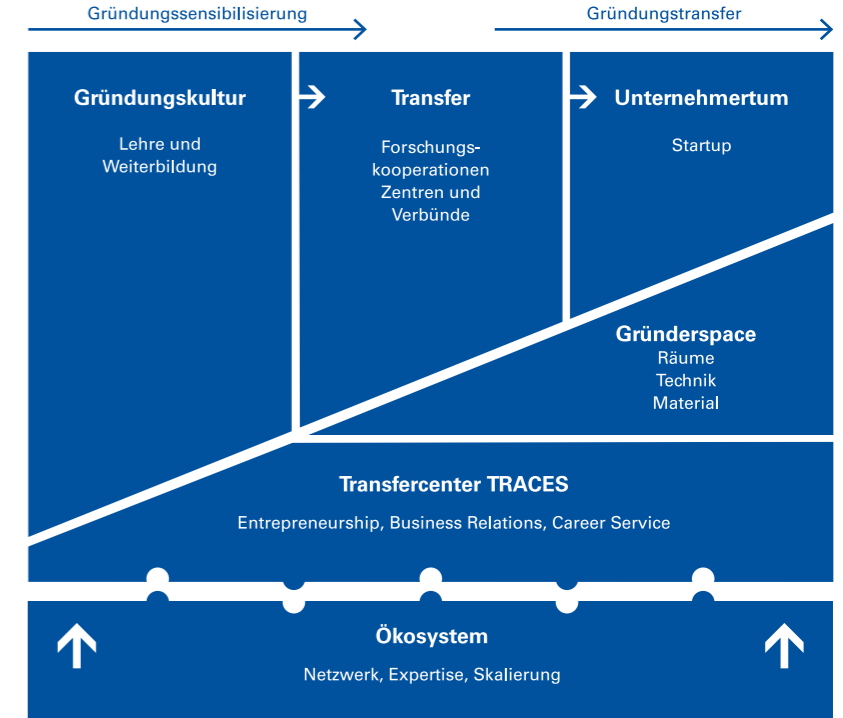 Gründungssensibilisierung
Gründungstransfer
Gründungskultur
Lehre und
Weiterbildung
Transfer
Forschungs-
kooperationen
Zentren und
Verbünde
Unternehmertum
Startup
Gründerspace
Räume
Technik
Material
Transfercenter TRACES
Entrepreneurship, Business Relations, Career Service
Ökosystem
Netzwerk, Expertise, Skalierung